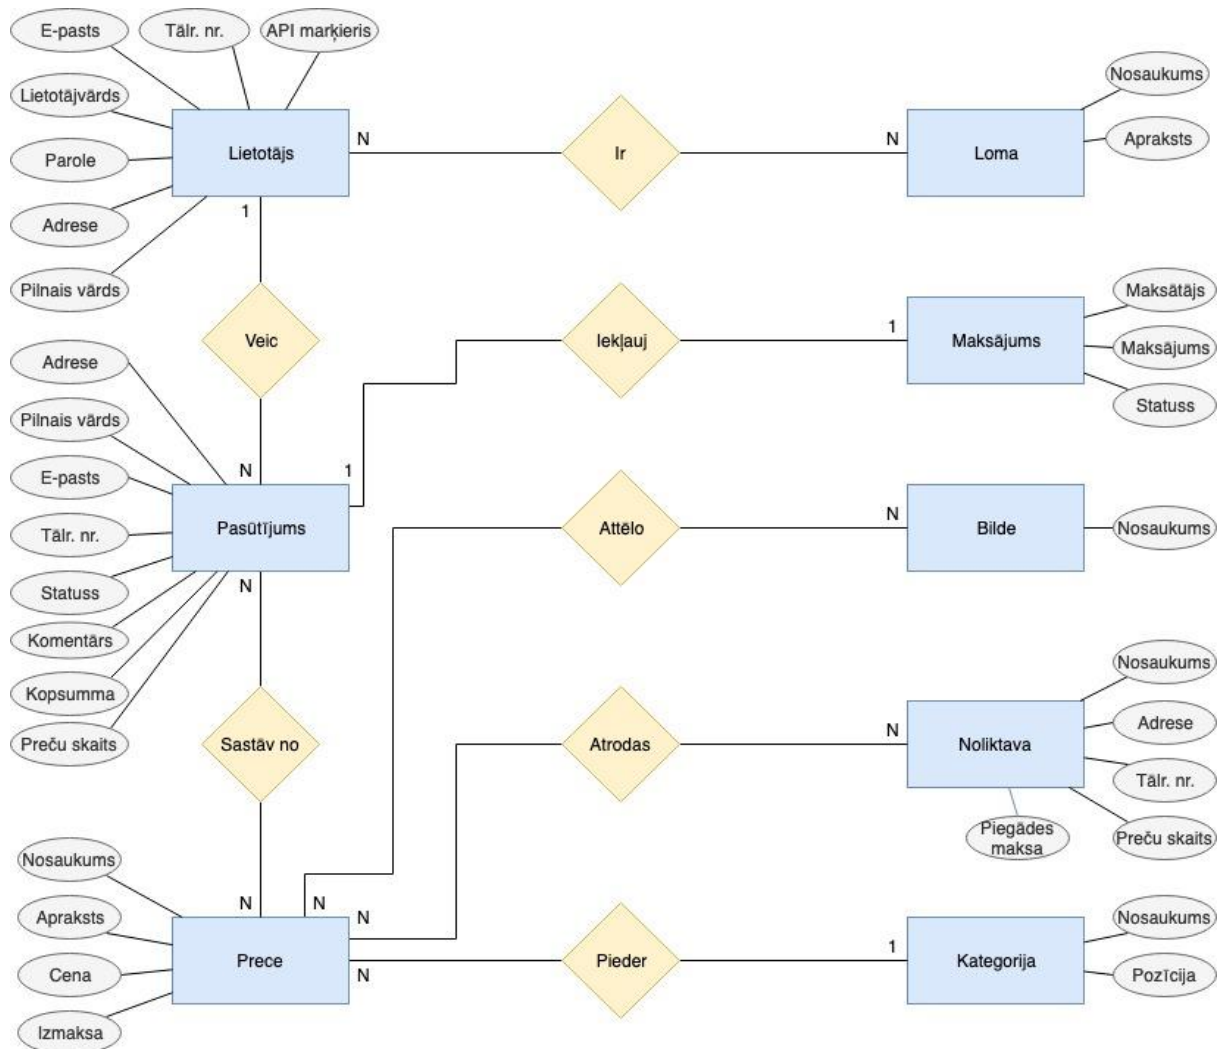 E-pasts
Tālr. nr.
API marķieris
Lietotājvārds
Parole
Adrese
Pilnais vārds
Lietotājs
N
Ir
N
Loma
Nosaukums
Apraksts
1
Veic
N
Adrese
Pilnais vārds
E-pasts
Tālr. nr.
Statuss
Komentārs
Kopsumma
Preču skaits
Pasūtījums
1
Iekļauj
1
Maksājums
Maksātājs
Maksājums
Statuss
Attēlo
N
Bilde
Nosaukums
N
Sastāv no
N
N
N
Atrodas
N
Noliktava
Nosaukums
Adrese
Tālr. nr.
Preču skaits
Piegādes
maksa
Nosaukums
Apraksts
Cena
Izmaksa
Prece
N
Pieder
1
Kategorija
Nosaukums
Pozīcija